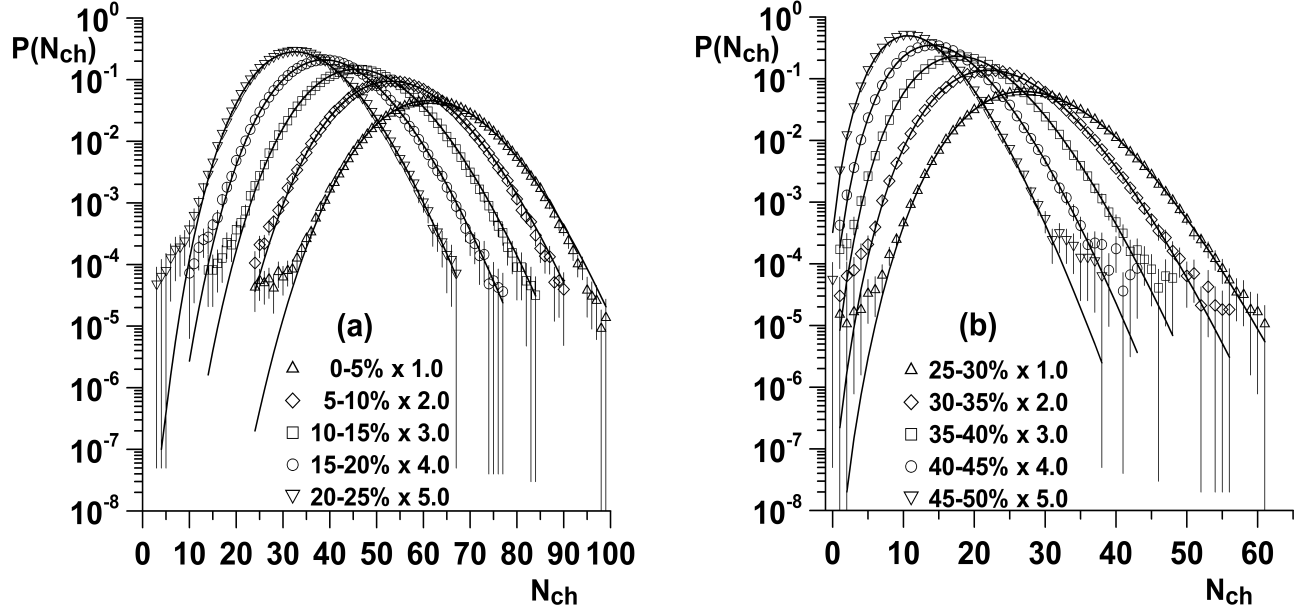 P(Nch)
10^0
10^-1
10^-2
10^-3
10^-4
10^-5
10^-6
10^-7
10^-8
(a)
0-5% x 1.0
5-10% x 2.0
10-15% x 3.0
15-20% x 4.0
20-25% x 5.0
0 10 20 30 40 50 60 70 80 90 100
Nch
P(Nch)
10^0
10^-1
10^-2
10^-3
10^-4
10^-5
10^-6
10^-7
10^-8
(b)
25-30% x 1.0
30-35% x 2.0
35-40% x 3.0
40-45% x 4.0
45-50% x 5.0
0 10 20 30 40 50 60
Nch